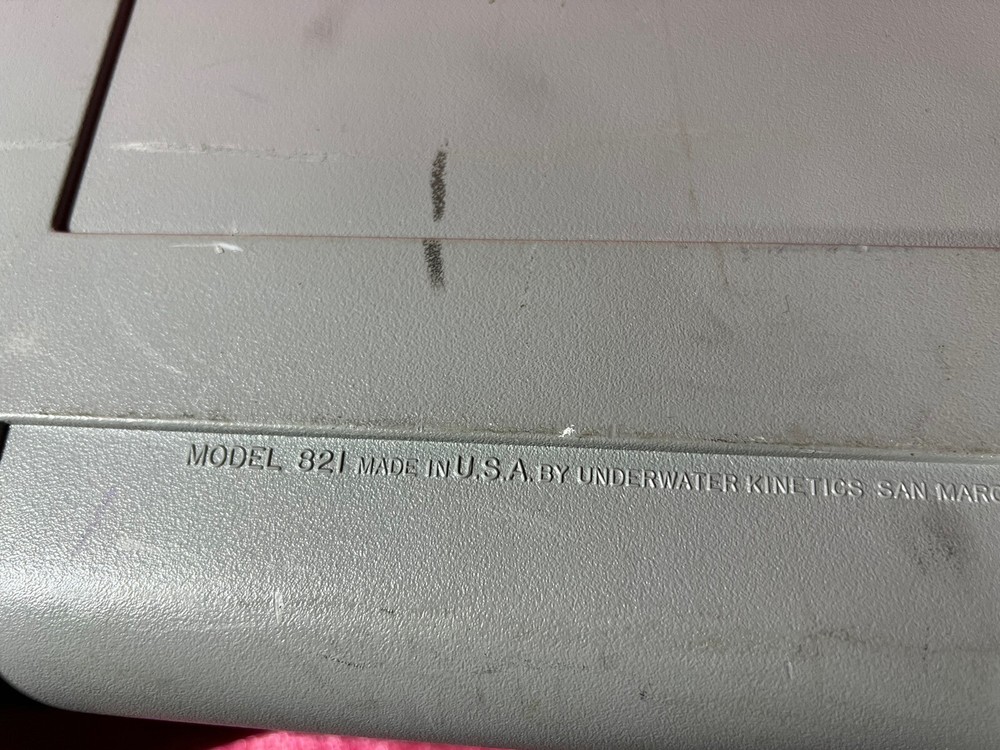 MODEL 821 MADE IN U.S.A. BY UNDERWATER KINETICS SAN MARC